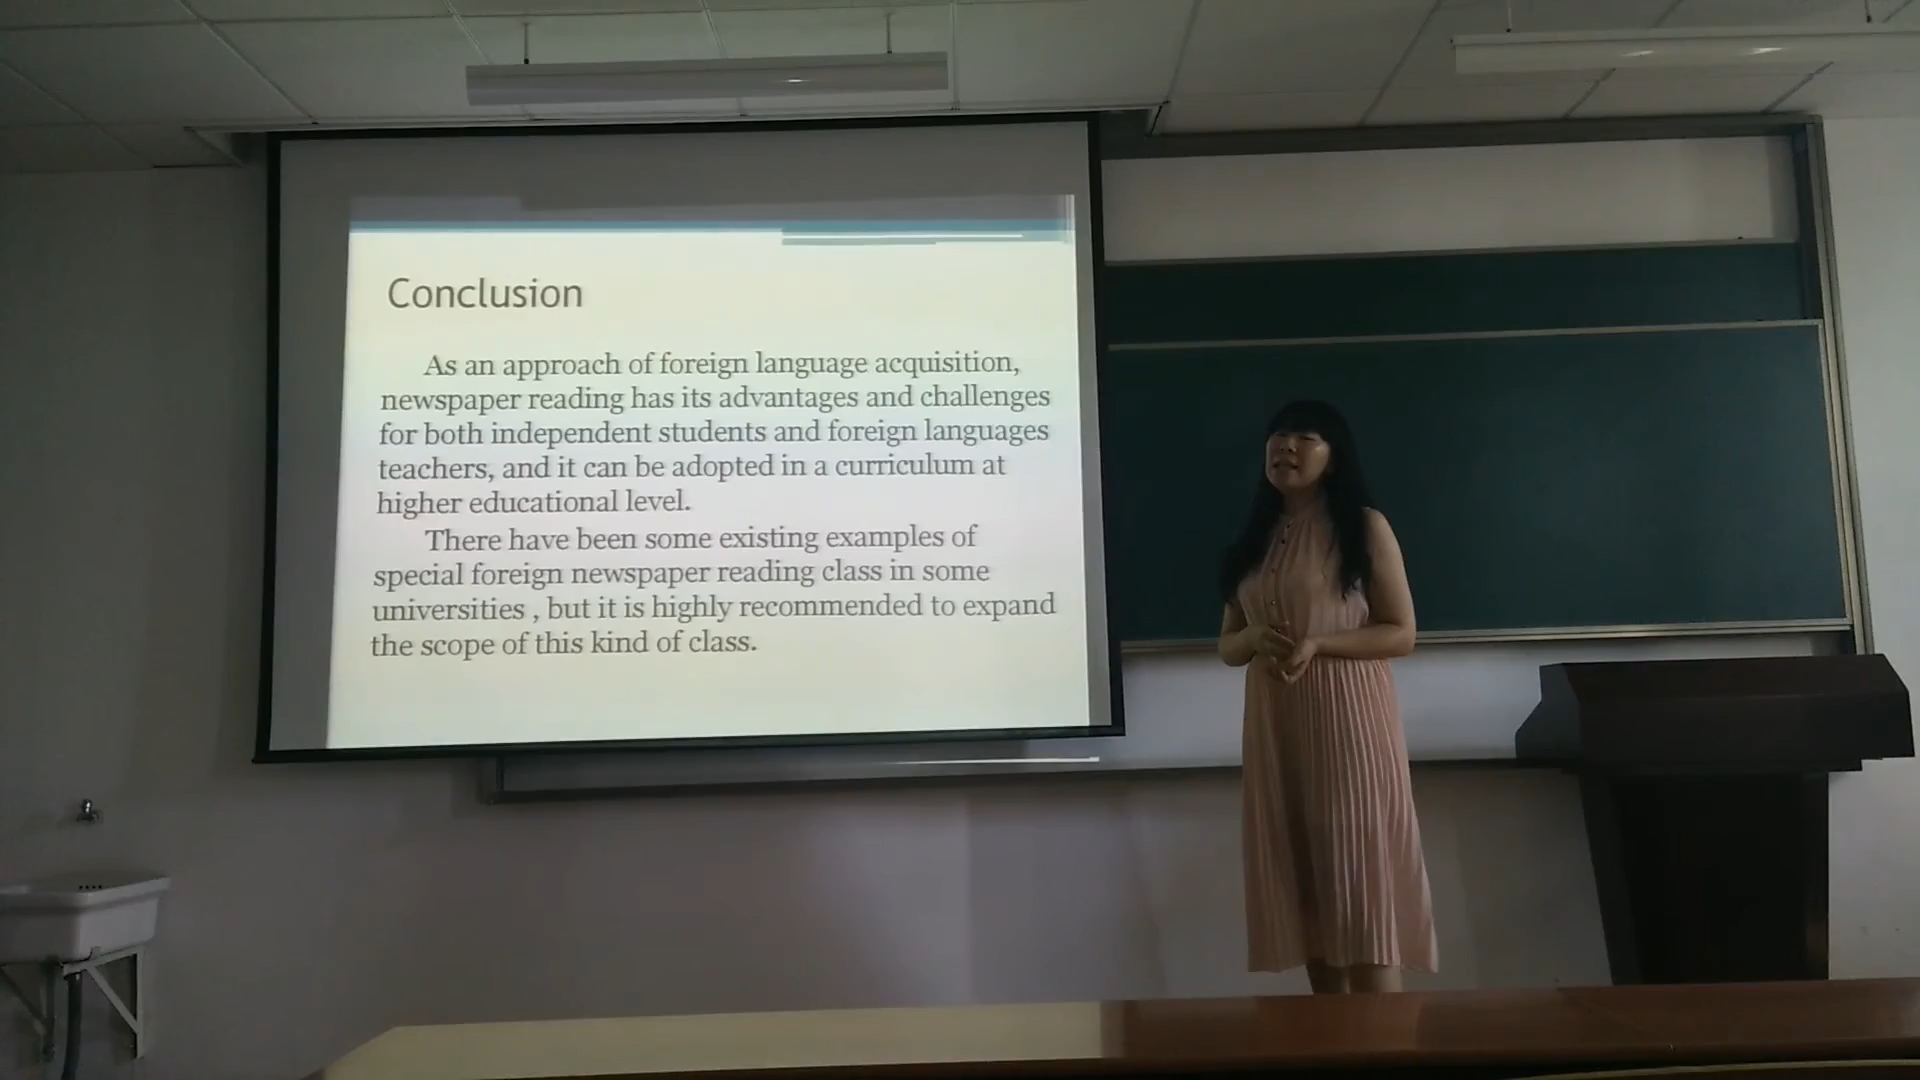 Conclusion
As an approach of foreign language acquisition,
newspaper reading has its advantages and challenges
for both independent students and foreign languages
teachers, and it can be adopted in a curriculum at
higher educational level.
There have been some existing examples of
special foreign newspaper reading class in some
universities , but it is highly recommended to expand
the scope of this kind of class.